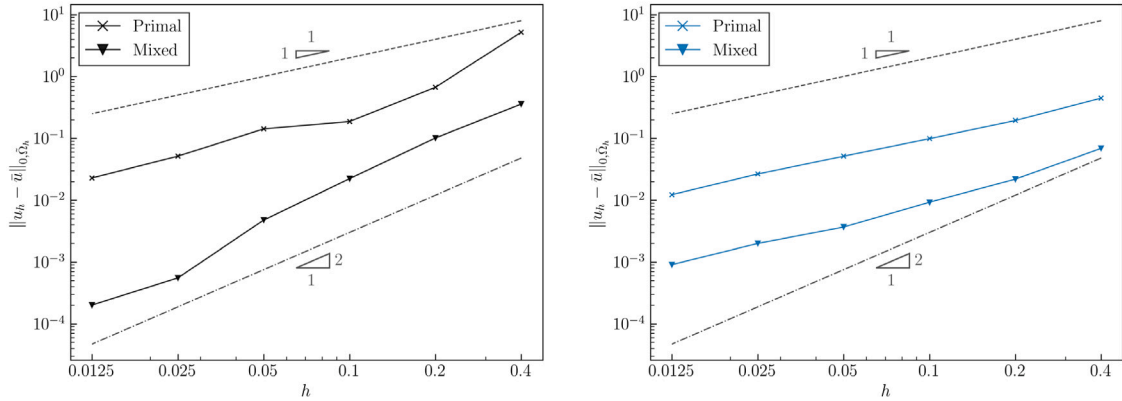 10^1
10^0
10^{-1}
10^{-2}
10^{-3}
10^{-4}
‖u_h − ū‖_{0,Ω̃_h}
Primal
Mixed
1
1
2
1
0.0125 0.025 0.05 0.1 0.2 0.4
h
10^1
10^0
10^{-1}
10^{-2}
10^{-3}
10^{-4}
‖u_h − ū‖_{0,Ω̃_h}
Primal
Mixed
1
1
2
1
0.0125 0.025 0.05 0.1 0.2 0.4
h